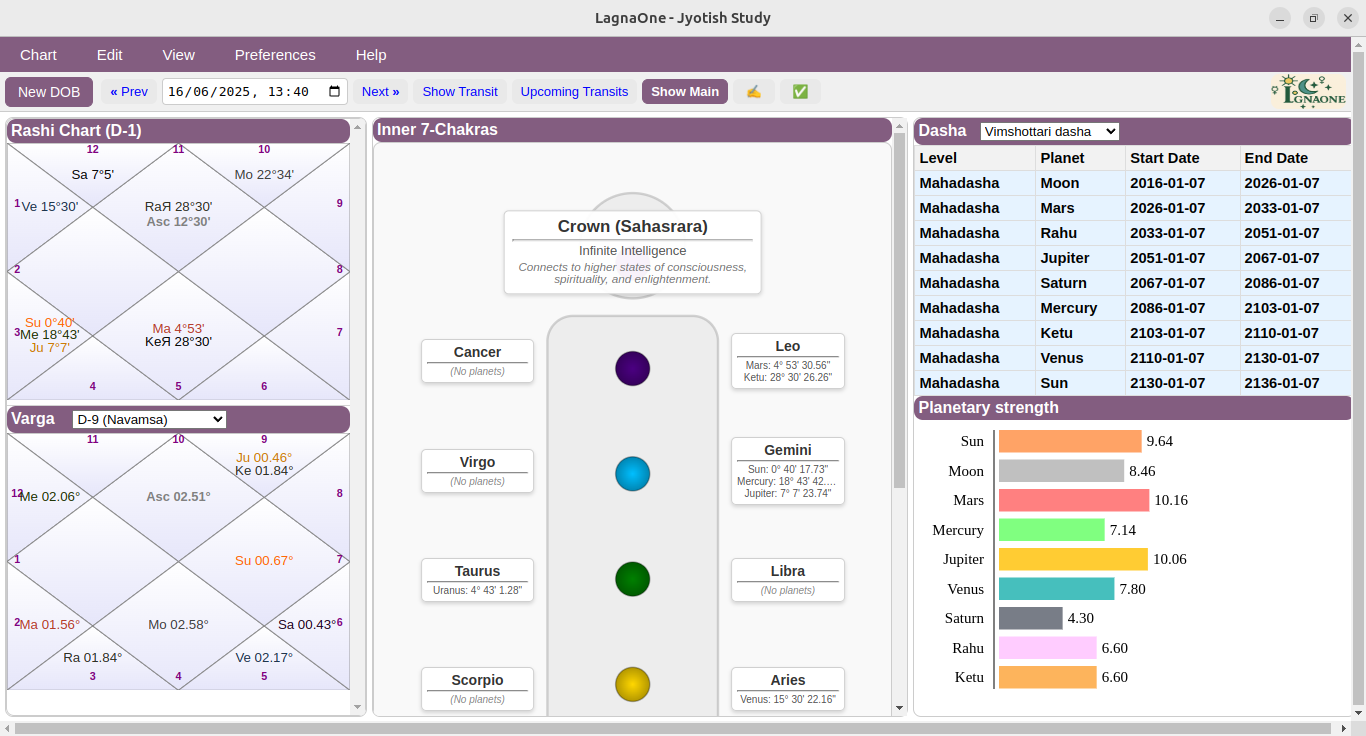 LagnaOne - Jyotish Study
Chart Edit View Preferences Help
New DOB « Prev 16/06/2025, 13:40 Next » Show Transit Upcoming Transits Show Main
LGNAONE
Rashi Chart (D-1)
12 11 10
Sa 7°5' Mo 22°34'
1 Ve 15°30' RaЯ 28°30' 9
Asc 12°30'
2 8
Su 0°40'
3 Me 18°43' Ma 4°53' 7
Ju 7°7' KeЯ 28°30'
4 5 6
Varga D-9 (Navamsa)
11 10 9
Ju 00.46°
Ke 01.84°
12 Me 02.06° Asc 02.51° 8
1 Su 00.67° 7
2 Ma 01.56° Mo 02.58° Sa 00.43° 6
Ra 01.84° Ve 02.17°
3 4 5
Inner 7-Chakras
Crown (Sahasrara)
Infinite Intelligence
Connects to higher states of consciousness,
spirituality, and enlightenment.
Cancer
(No planets)
Leo
Mars: 4° 53' 30.56"
Ketu: 28° 30' 26.26"
Virgo
(No planets)
Gemini
Sun: 0° 40' 17.73"
Mercury: 18° 43' 42....
Jupiter: 7° 7' 23.74"
Taurus
Uranus: 4° 43' 1.28"
Libra
(No planets)
Scorpio
(No planets)
Aries
Venus: 15° 30' 22.16"
Dasha Vimshottari dasha
Level Planet Start Date End Date
Mahadasha Moon 2016-01-07 2026-01-07
Mahadasha Mars 2026-01-07 2033-01-07
Mahadasha Rahu 2033-01-07 2051-01-07
Mahadasha Jupiter 2051-01-07 2067-01-07
Mahadasha Saturn 2067-01-07 2086-01-07
Mahadasha Mercury 2086-01-07 2103-01-07
Mahadasha Ketu 2103-01-07 2110-01-07
Mahadasha Venus 2110-01-07 2130-01-07
Mahadasha Sun 2130-01-07 2136-01-07
Planetary strength
Sun 9.64
Moon 8.46
Mars 10.16
Mercury 7.14
Jupiter 10.06
Venus 7.80
Saturn 4.30
Rahu 6.60
Ketu 6.60